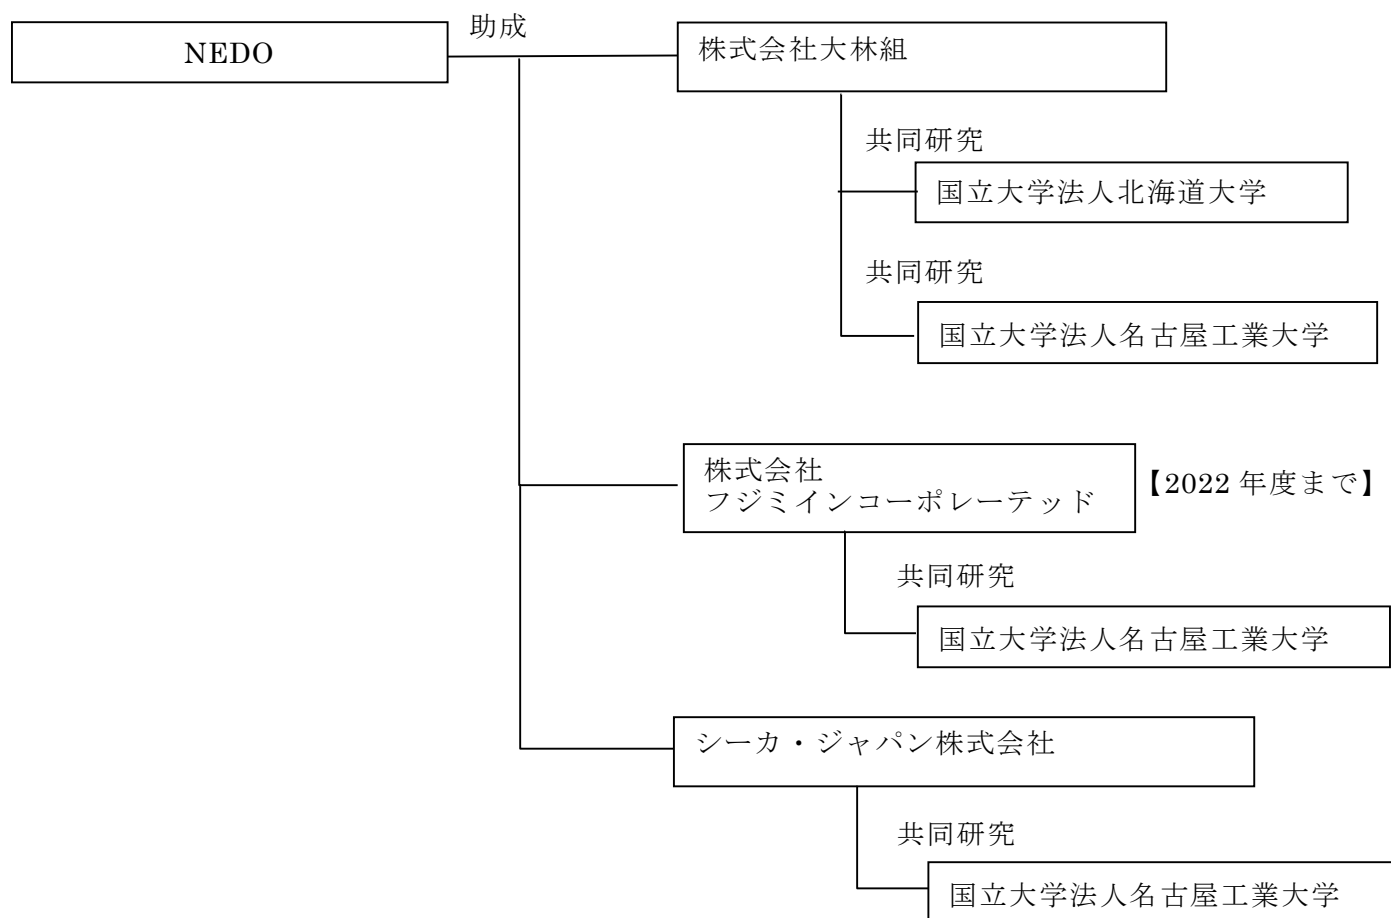 NEDO
助成
株式会社大林組
共同研究
国立大学法人北海道大学
共同研究
国立大学法人名古屋工業大学
株式会社
フジミインコーポレーテッド
【2022 年度まで】
共同研究
国立大学法人名古屋工業大学
シーカ・ジャパン株式会社
共同研究
国立大学法人名古屋工業大学